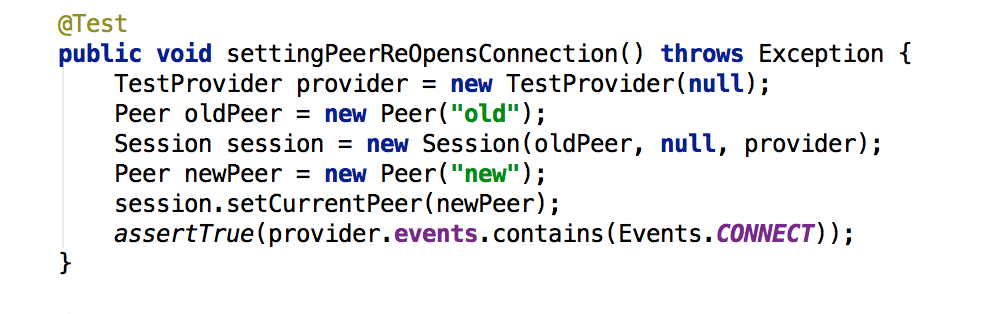 @Test
public void settingPeerReOpensConnection() throws Exception {
TestProvider provider = new TestProvider(null);
Peer oldPeer = new Peer("old");
Session session = new Session(oldPeer, null, provider);
Peer newPeer = new Peer("new");
session.setCurrentPeer(newPeer);
assertTrue(provider.events.contains(Events.CONNECT));
}